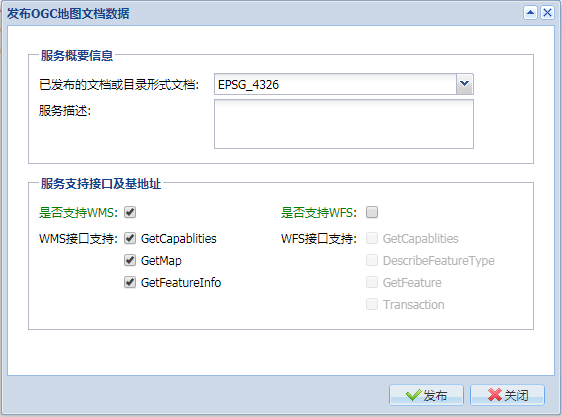 发布OGC地图文档数据
服务概要信息
已发布的文档或目录形式文档: EPSG_4326
服务描述:
服务支持接口及基地址
是否支持WMS: 是否支持WFS:
WMS接口支持: GetCapablities WFS接口支持: GetCapablities
GetMap DescribeFeatureType
GetFeatureInfo GetFeature
Transaction
发布 关闭